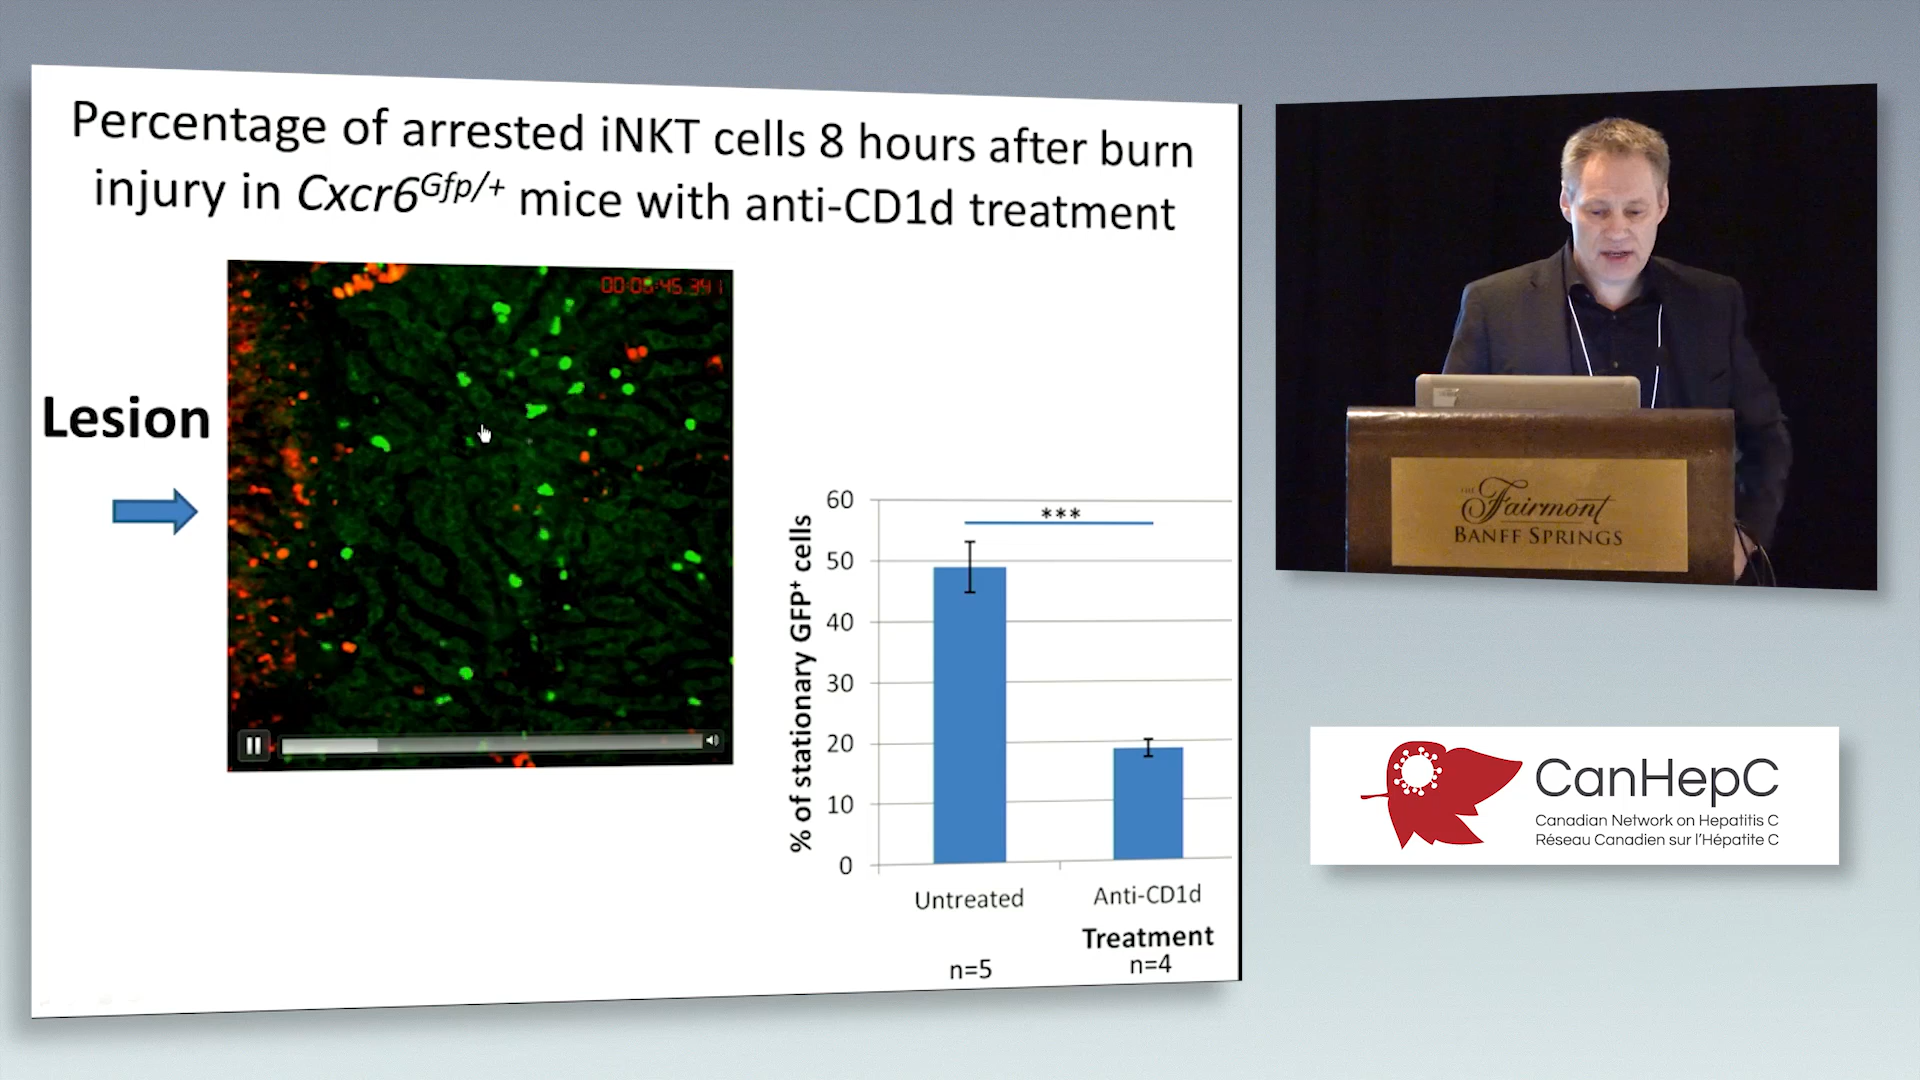 Percentage of arrested iNKT cells 8 hours after burn
injury in Cxcr6Gfp/+ mice with anti-CD1d treatment
Lesion
00:05:45.391
% of stationary GFP+ cells
60
50
40
30
20
10
0
***
Untreated
Anti-CD1d
Treatment
n=5
n=4
THE
Fairmont
BANFF SPRINGS
CanHepC
Canadian Network on Hepatitis C
Réseau Canadien sur l'Hépatite C